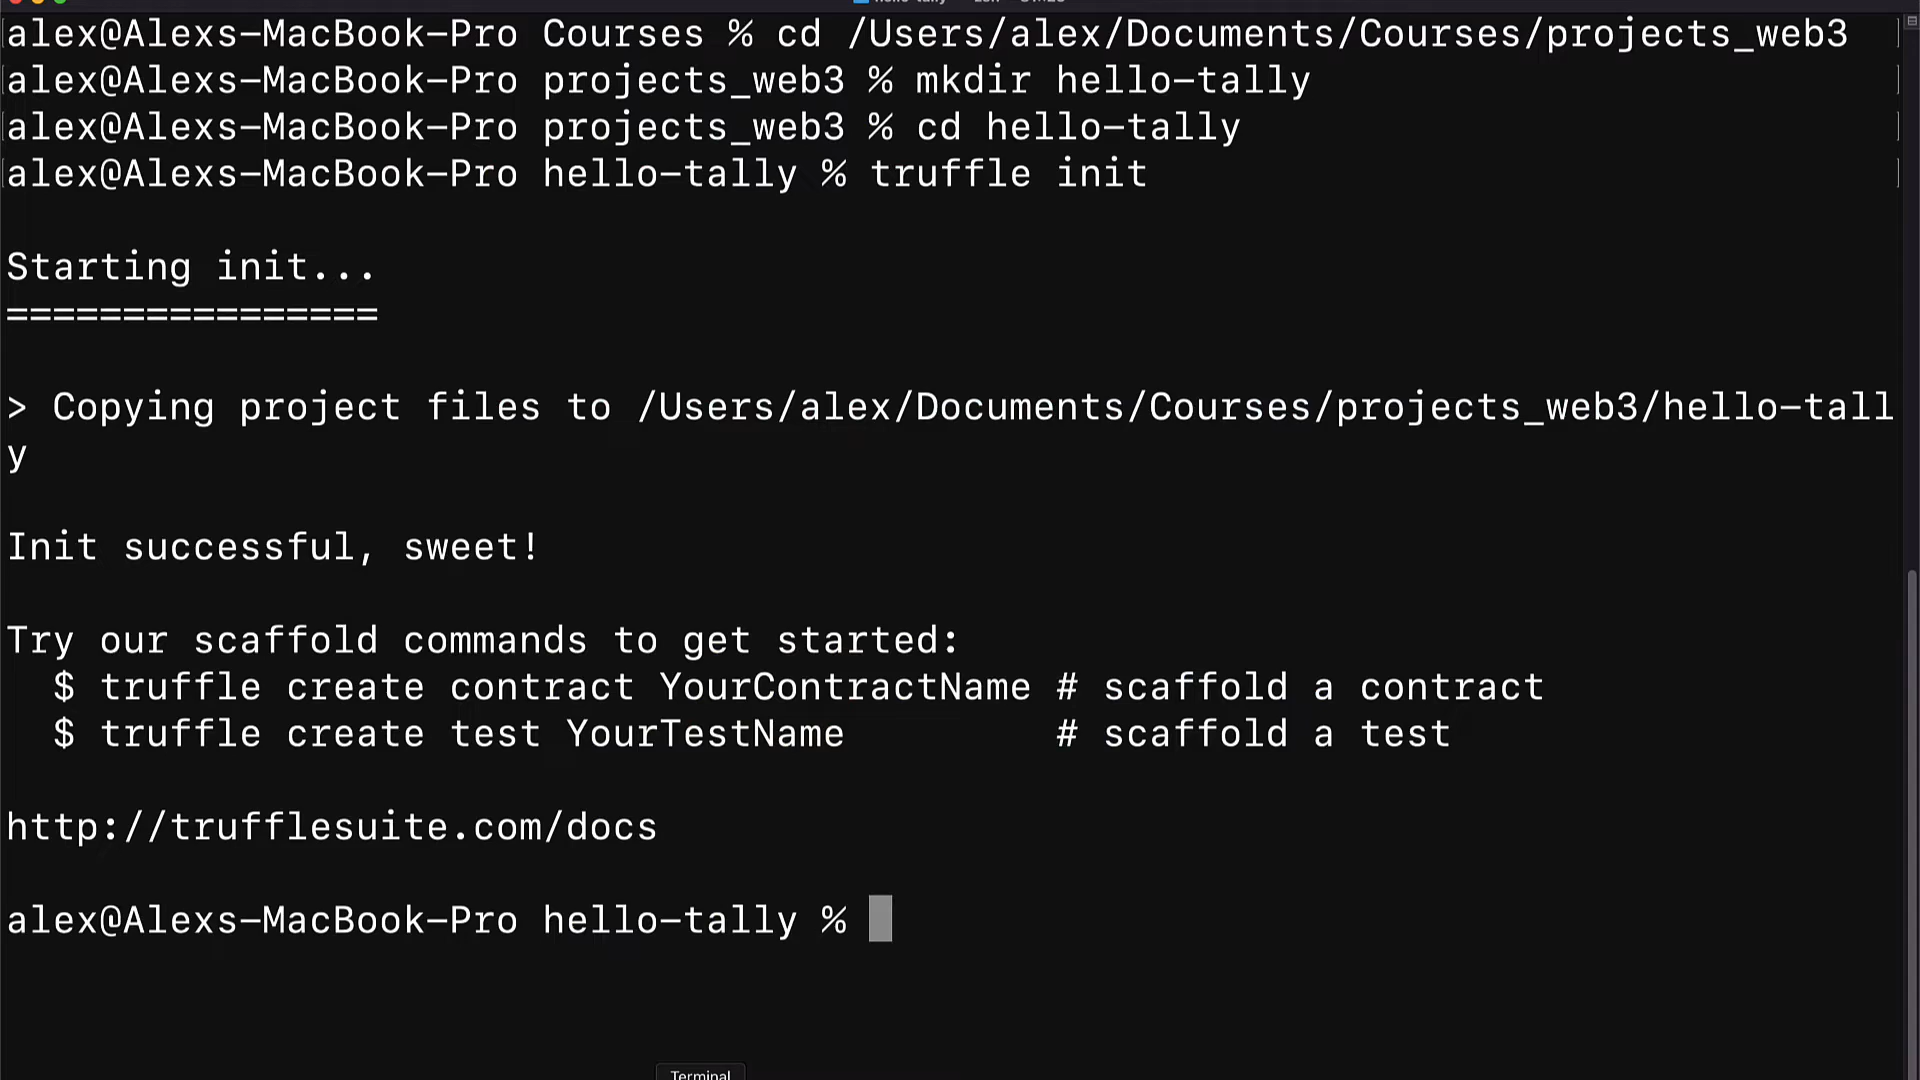 alex@Alexs-MacBook-Pro Courses % cd /Users/alex/Documents/Courses/projects_web3
alex@Alexs-MacBook-Pro projects_web3 % mkdir hello-tally
alex@Alexs-MacBook-Pro projects_web3 % cd hello-tally
alex@Alexs-MacBook-Pro hello-tally % truffle init
Starting init...
================
> Copying project files to /Users/alex/Documents/Courses/projects_web3/hello-tall
y
Init successful, sweet!
Try our scaffold commands to get started:
$ truffle create contract YourContractName # scaffold a contract
$ truffle create test YourTestName # scaffold a test
http://trufflesuite.com/docs
alex@Alexs-MacBook-Pro hello-tally %
Terminal